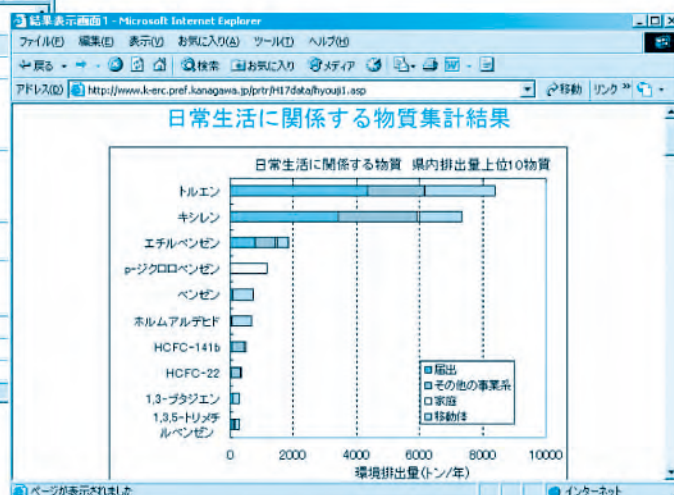 結果表示画面1 - Microsoft Internet Explorer
ファイル(F) 編集(E) 表示(V) お気に入り(A) ツール(T) ヘルプ(H)
戻る 検索 お気に入り メディア
アドレス(D) http://www.k-erc.pref.kanagawa.jp/prtr/H17data/hyouji1.asp 移動 リンク »
日常生活に関係する物質集計結果
日常生活に関係する物質 県内排出量上位10物質
トルエン
キシレン
エチルベンゼン
p-ジクロロベンゼン
ベンゼン
ホルムアルデヒド
HCFC-141b
HCFC-22
1,3-ブタジエン
1,3,5-トリメチ
ルベンゼン
届出
その他の事業系
家庭
移動体
0 2000 4000 6000 8000 10000
環境排出量(トン/年)
ページが表示されました インターネット